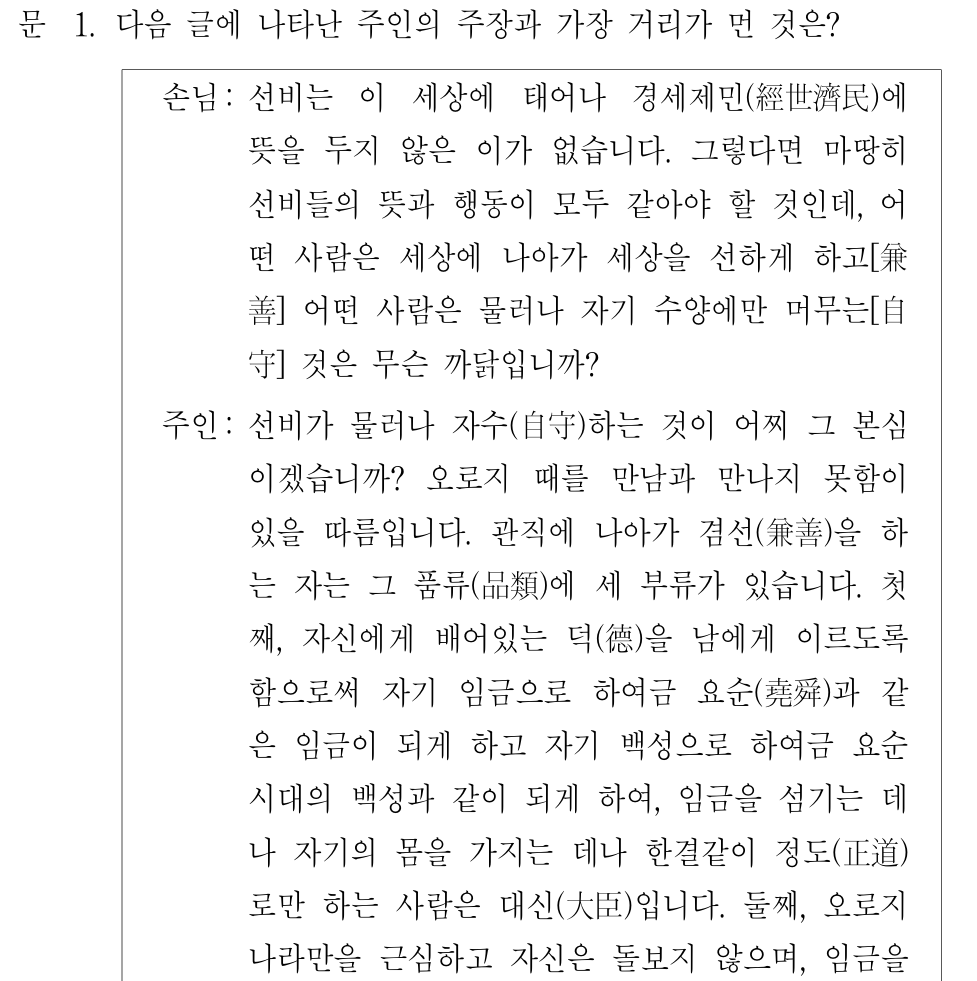 문 1. 다음 글에 나타난 주인의 주장과 가장 거리가 먼 것은?
손님: 선비는 이 세상에 태어나 경세제민(經世濟民)에
뜻을 두지 않은 이가 없습니다. 그렇다면 마땅히
선비들의 뜻과 행동이 모두 같아야 할 것인데, 어
떤 사람은 세상에 나아가 세상을 선하게 하고[兼
善] 어떤 사람은 물러나 자기 수양에만 머무는[自
守] 것은 무슨 까닭입니까?
주인: 선비가 물러나 자수(自守)하는 것이 어찌 그 본심
이겠습니까? 오로지 때를 만남과 만나지 못함이
있을 따름입니다. 관직에 나아가 겸선(兼善)을 하
는 자는 그 품류(品類)에 세 부류가 있습니다. 첫
째, 자신에게 배어있는 덕(德)을 남에게 이르도록
함으로써 자기 임금으로 하여금 요순(堯舜)과 같
은 임금이 되게 하고 자기 백성으로 하여금 요순
시대의 백성과 같이 되게 하여, 임금을 섬기는 데
나 자기의 몸을 가지는 데나 한결같이 정도(正道)
로만 하는 사람은 대신(大臣)입니다. 둘째, 오로지
나라만을 근심하고 자신은 돌보지 않으며, 임금을